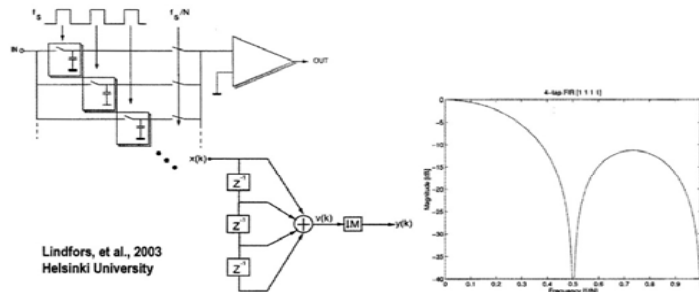 fs
fs/N
IN
OUT
4-tap FIR [1 1 1 1]
Magnitude [dB]
0
-5
-10
-15
-20
-25
-30
-35
-40
0 0.1 0.2 0.3 0.4 0.5 0.6 0.7 0.8 0.9
x(k)
Z⁻¹
Z⁻¹
Z⁻¹
+
v(k)
↓M
y(k)
Lindfors, et al., 2003
Helsinki University